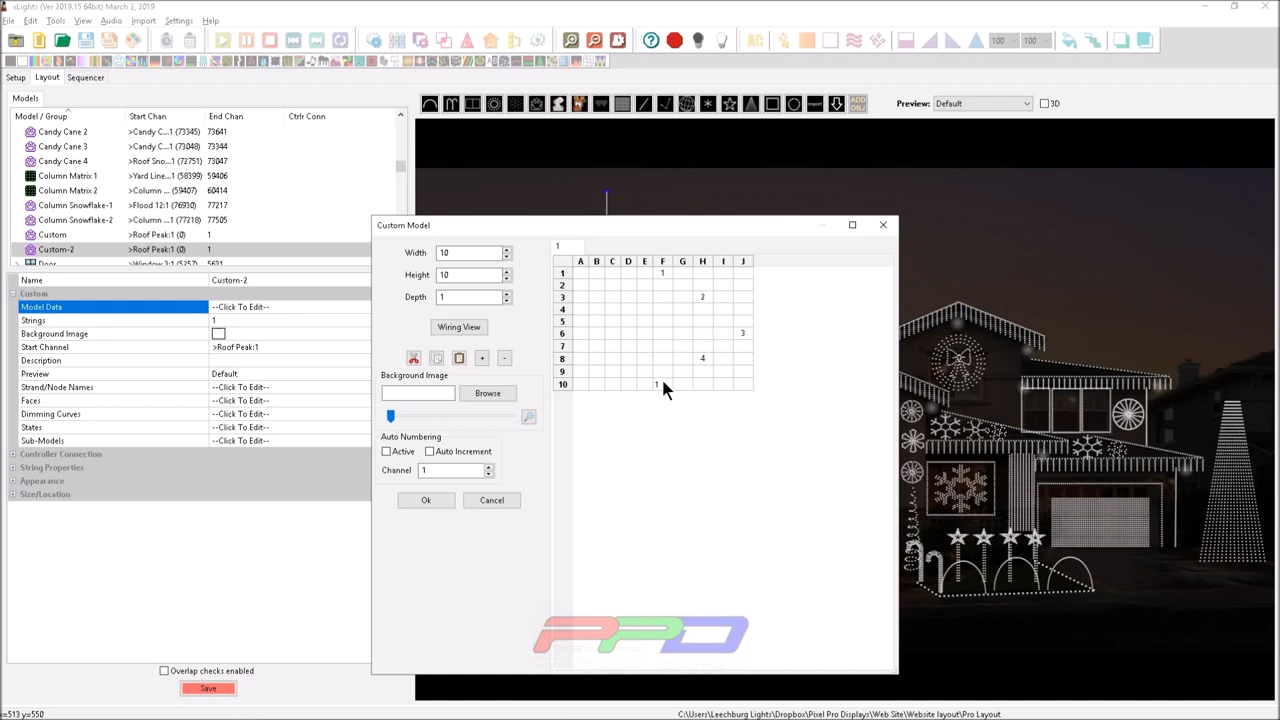 xLights (Ver 2019.15 64bit) March 2, 2019
File Edit Tools View Audio Import Settings Help
100 100
Setup Layout Sequencer
Models
Preview: Default 3D
Model / Group Start Chan End Chan Ctrlr Conn
Candy Cane 2 >Candy C...1 (73345) 73641
Candy Cane 3 >Candy C...1 (73048) 73344
Candy Cane 4 >Roof Sno...1 (72751) 73047
Column Matrix 1 >Yard Line... 59406
Column Matrix 2 >Column ... (59407) 60414
Column Snowflake-1 >Flood 12:1 (76930) 77217
Column Snowflake-2 >Column ... (77218) 77505
Custom >Roof Peak:1 (0) 1
Custom-2 >Roof Peak:1 (0) 1
Door >Window 3:1 (5257) 5631
Name Custom-2
Custom
Model Data --Click To Edit--
Strings 1
Background Image
Start Channel >Roof Peak:1
Description
Preview Default
Strand/Node Names --Click To Edit--
Faces --Click To Edit--
Dimming Curves --Click To Edit--
States --Click To Edit--
Sub-Models --Click To Edit--
Controller Connection
String Properties
Appearance
Size/Location
Overlap checks enabled
Save
Custom Model
Width 10
Height 10
Depth 1
Wiring View
+ -
Background Image
Browse
Auto Numbering
Active Auto Increment
Channel 1
Ok Cancel
1
A B C D E F G H I J
1 1
2
3 2
4
5
6 3
7
8 4
9
10 1
PPD
x=513 y=550 C:\Users\Leechburg Lights\Dropbox\Pixel Pro Displays\Web Site\Website layout\Pro Layout